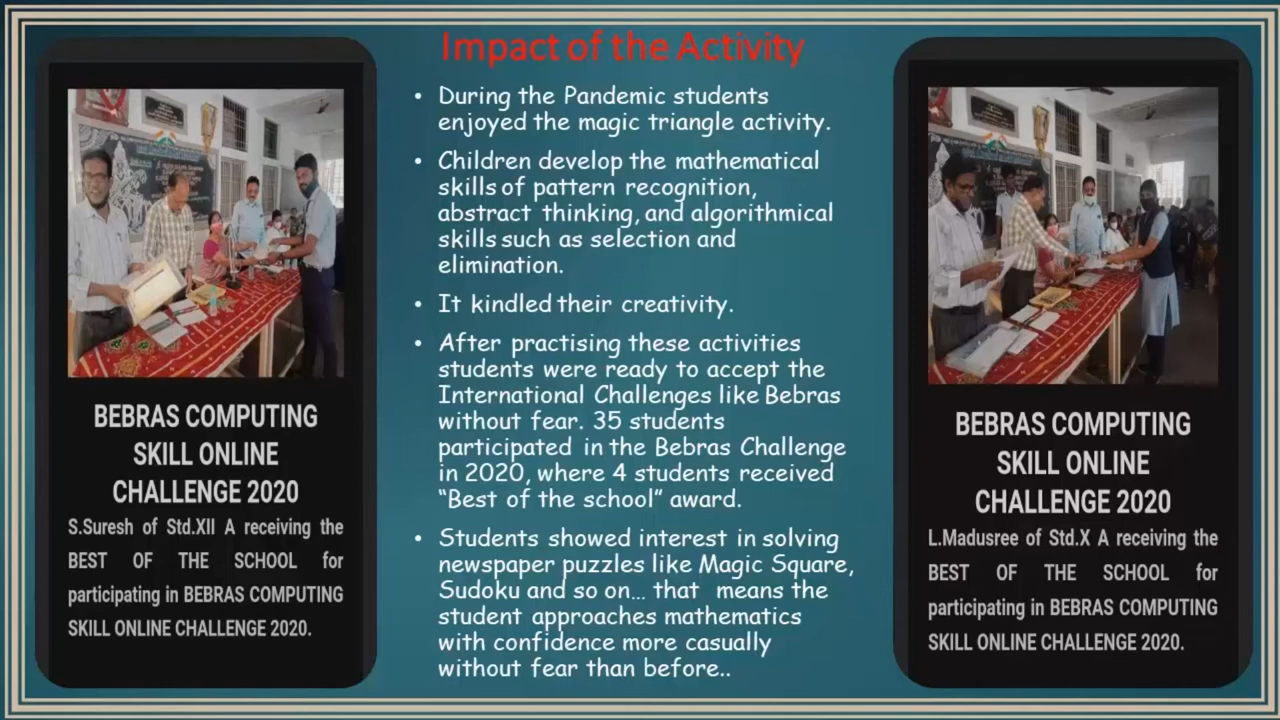 Impact of the Activity
• During the Pandemic students
enjoyed the magic triangle activity.
• Children develop the mathematical
skills of pattern recognition,
abstract thinking, and algorithmical
skills such as selection and
elimination.
• It kindled their creativity.
• After practising these activities
students were ready to accept the
International Challenges like Bebras
without fear. 35 students
participated in the Bebras Challenge
in 2020, where 4 students received
“Best of the school” award.
• Students showed interest in solving
newspaper puzzles like Magic Square,
Sudoku and so on… that means the
student approaches mathematics
with confidence more casually
without fear than before..
BEBRAS COMPUTING
SKILL ONLINE
CHALLENGE 2020
S.Suresh of Std.XII A receiving the
BEST OF THE SCHOOL for
participating in BEBRAS COMPUTING
SKILL ONLINE CHALLENGE 2020.
BEBRAS COMPUTING
SKILL ONLINE
CHALLENGE 2020
L.Madusree of Std.X A receiving the
BEST OF THE SCHOOL for
participating in BEBRAS COMPUTING
SKILL ONLINE CHALLENGE 2020.